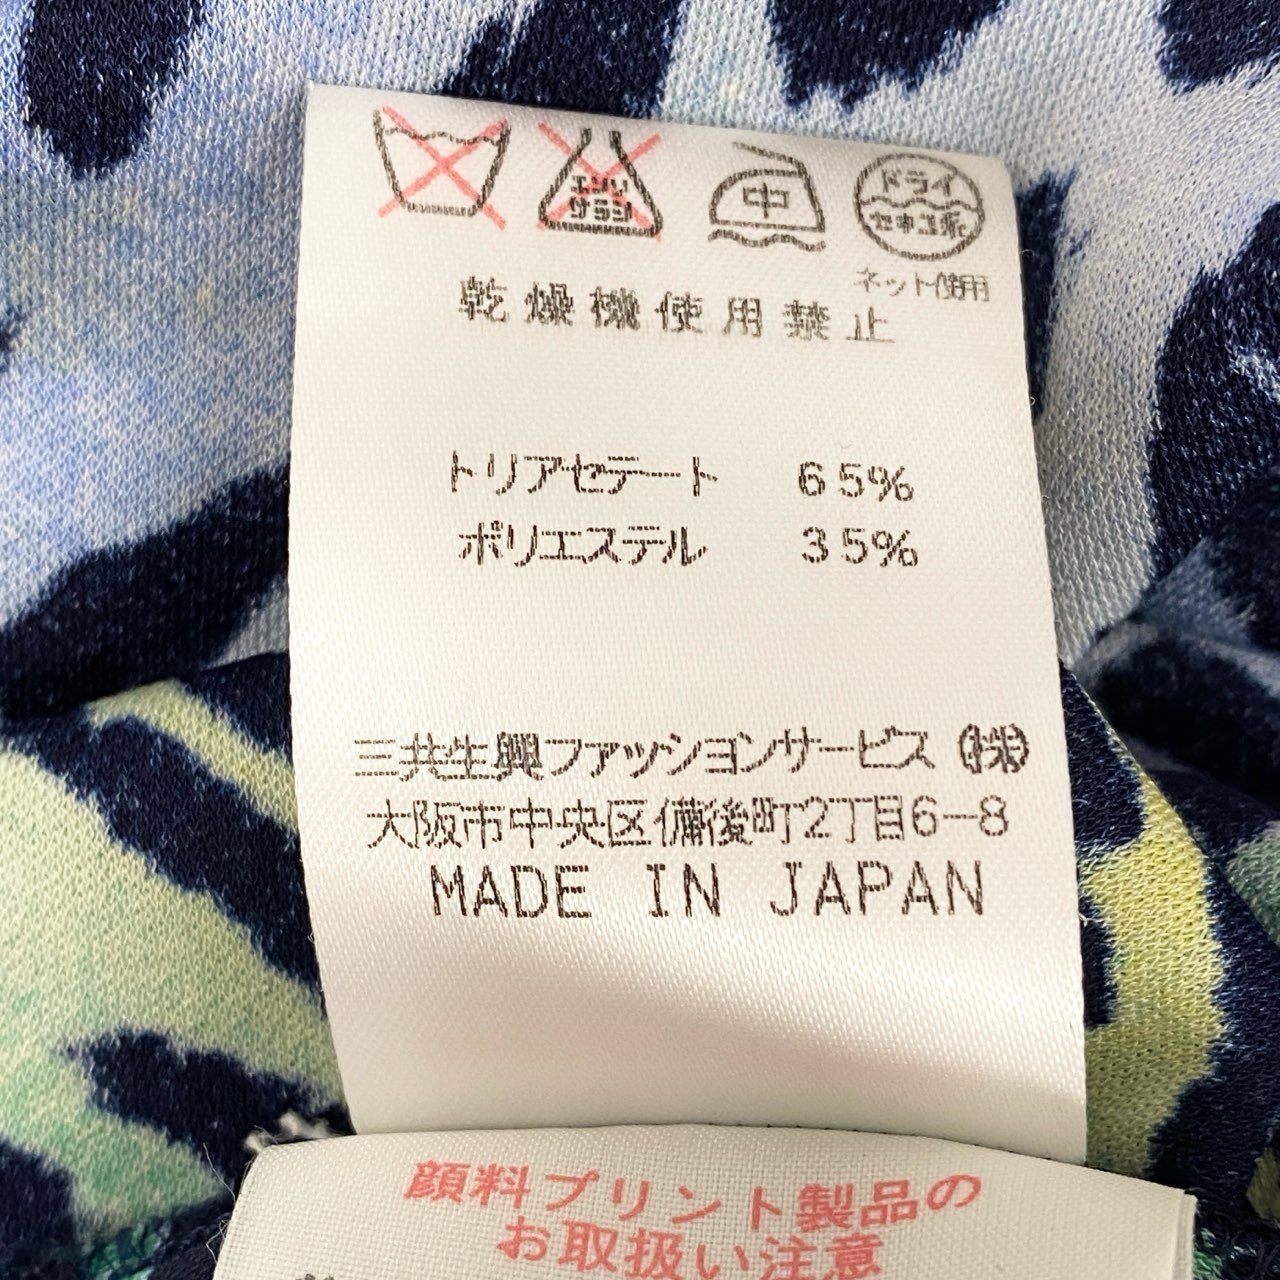 エンソ
サラシ
中
ドライ
セキユ系
ネット使用
乾燥機使用禁止
トリアセテート 65%
ポリエステル 35%
三共生興ファッションサービス㈱
大阪市中央区備後町2丁目6-8
MADE IN JAPAN
顔料プリント製品の
お取扱い注意